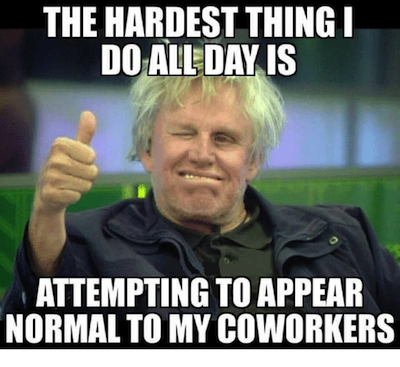 THE HARDEST THING I
DO ALL DAY IS
ATTEMPTING TO APPEAR
NORMAL TO MY COWORKERS